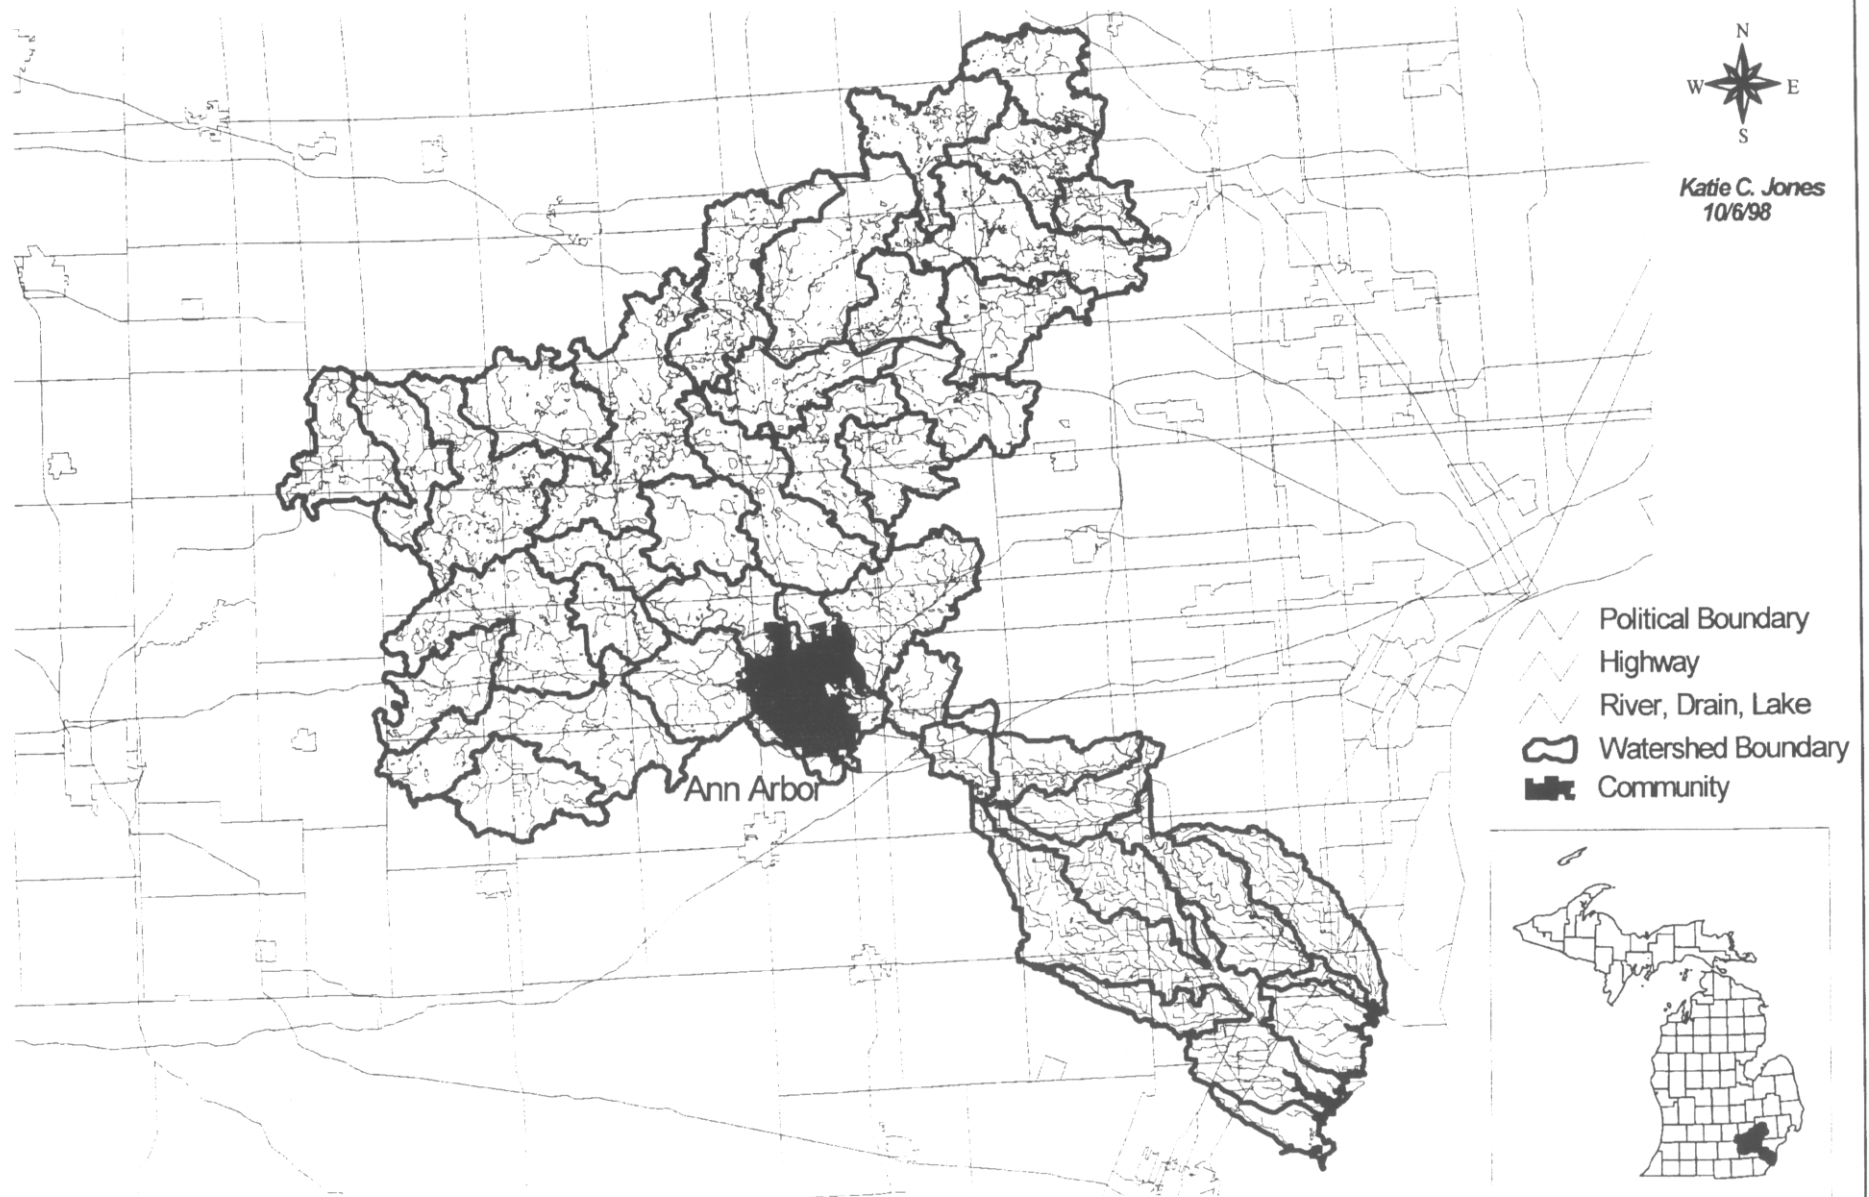 N
W E
S
Katie C. Jones
10/6/98
Political Boundary
Highway
River, Drain, Lake
Watershed Boundary
Community
Ann Arbor